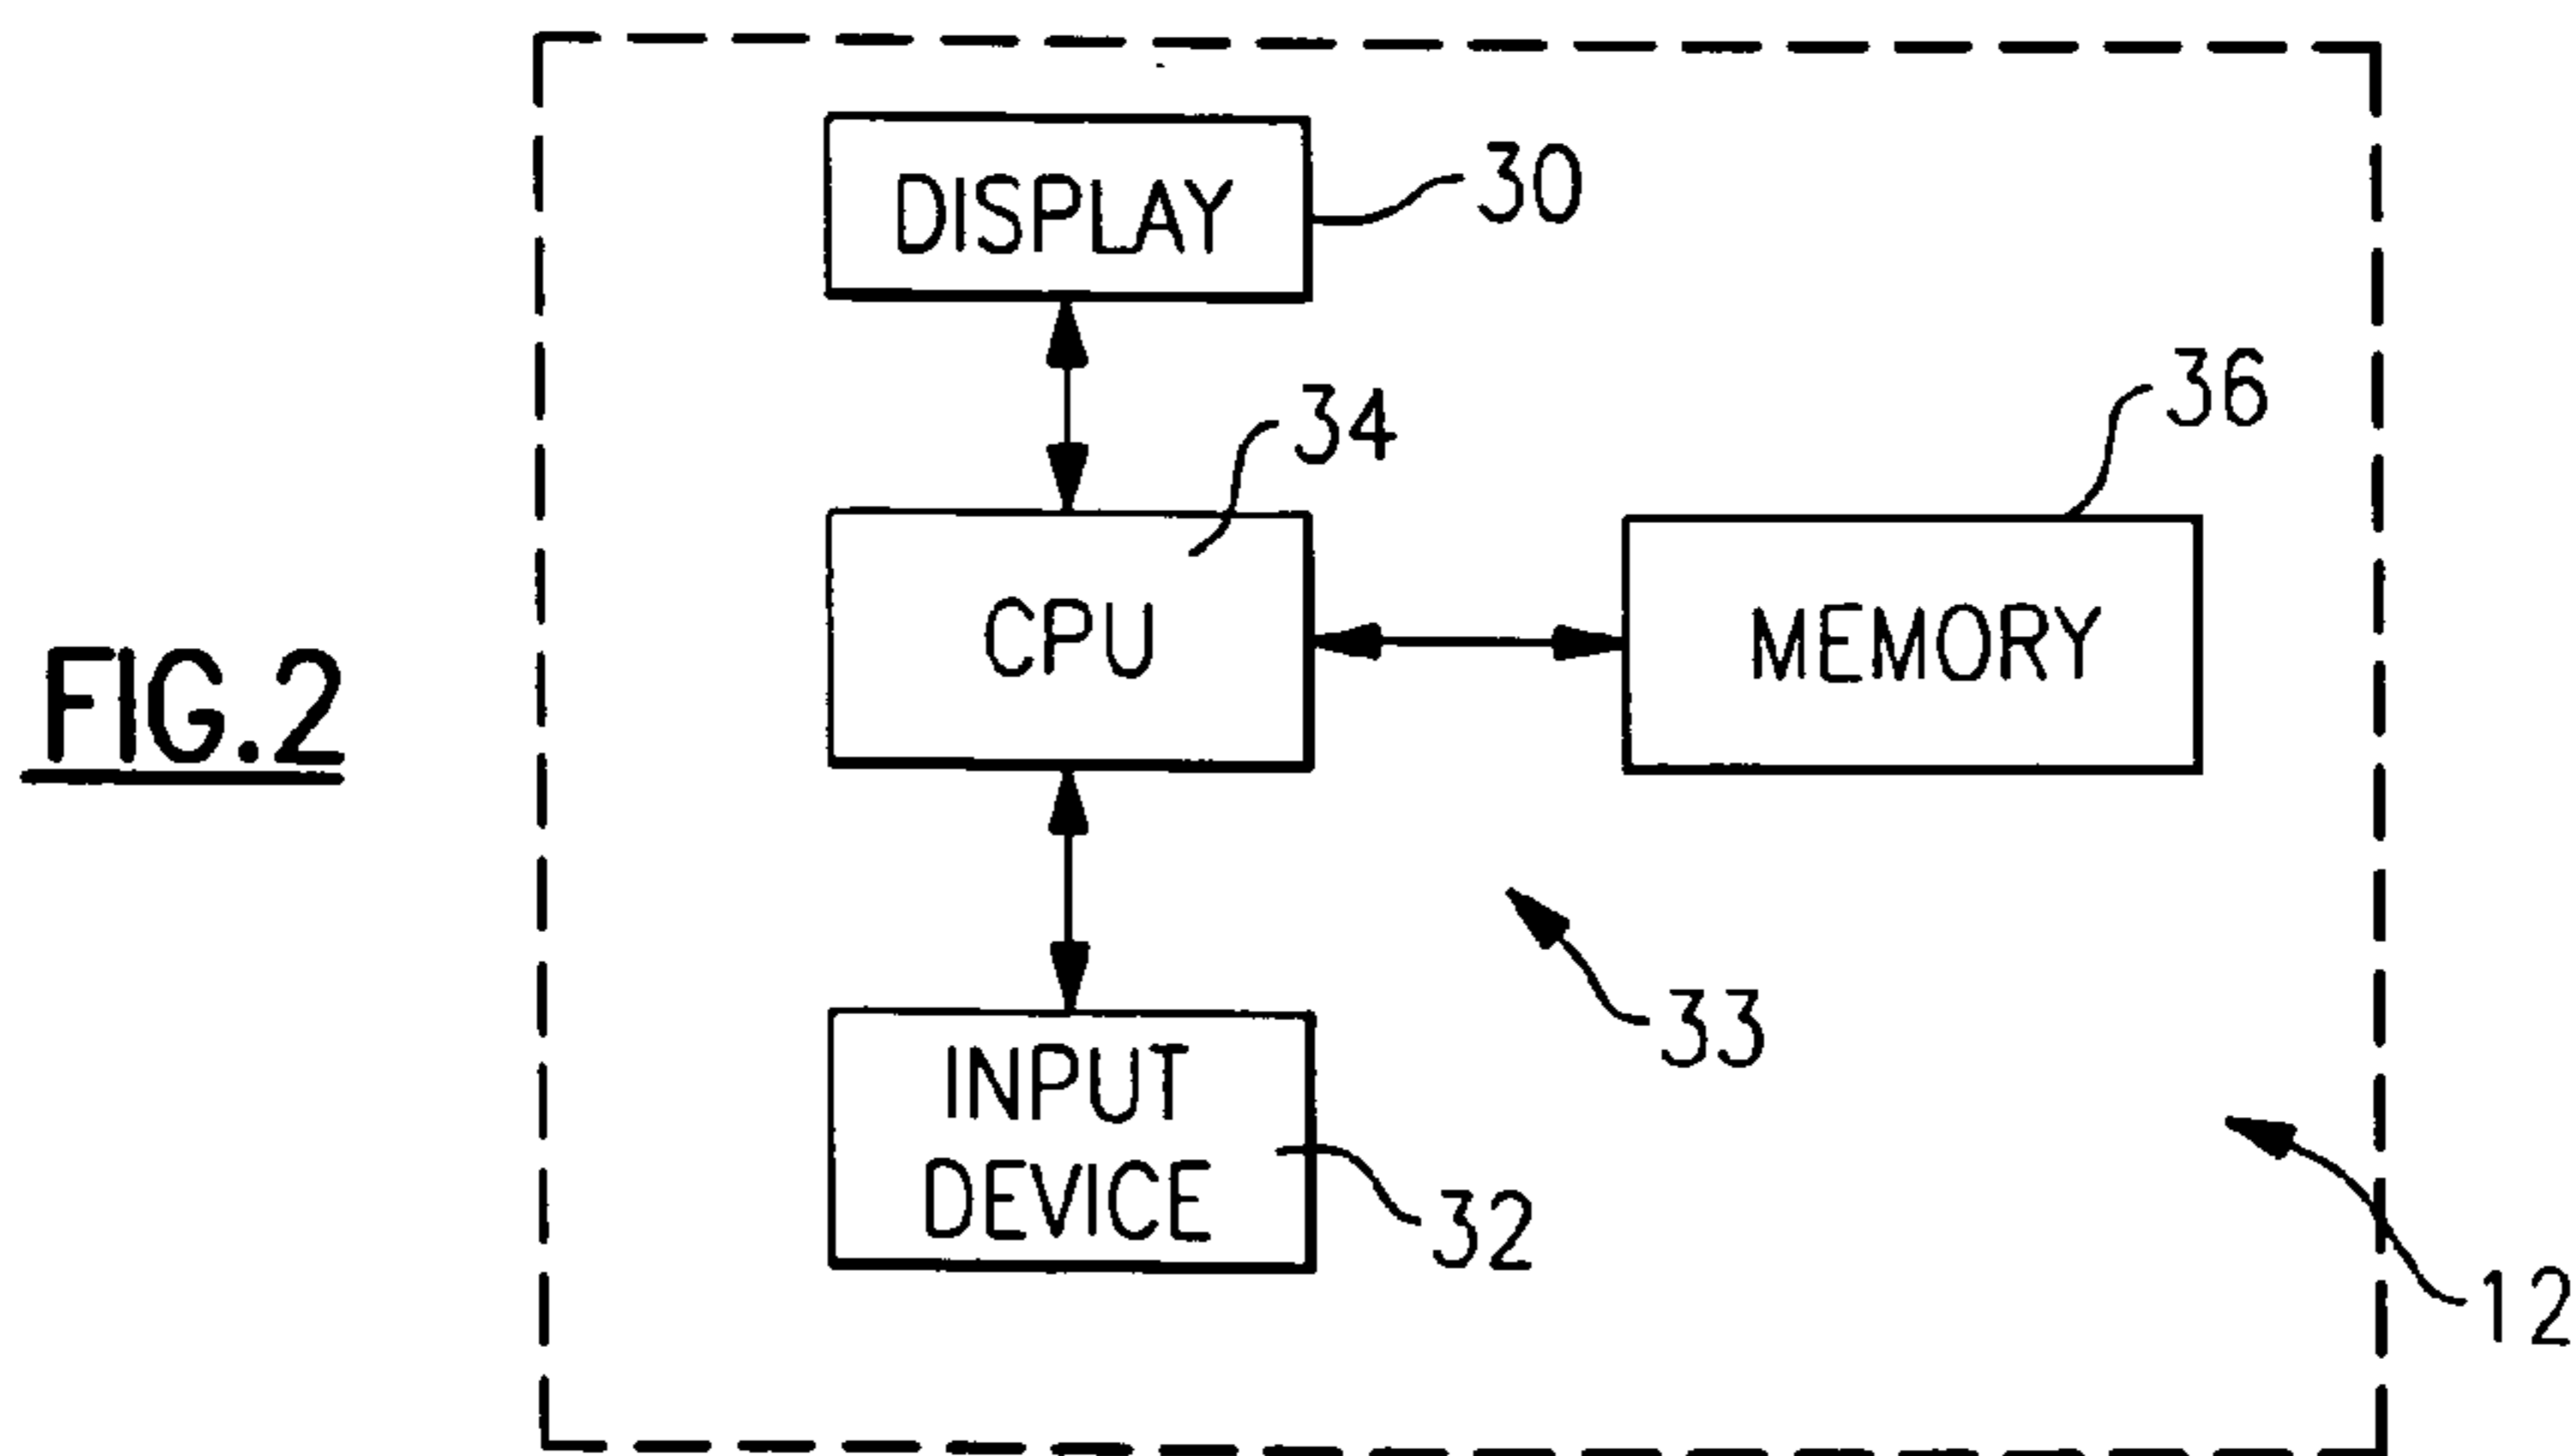 DISPLAY
30
34
36
CPU
MEMORY
FIG.2
33
INPUT
DEVICE
32
12